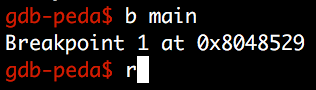 gdb-peda$ b main
Breakpoint 1 at 0x8048529
gdb-peda$ r